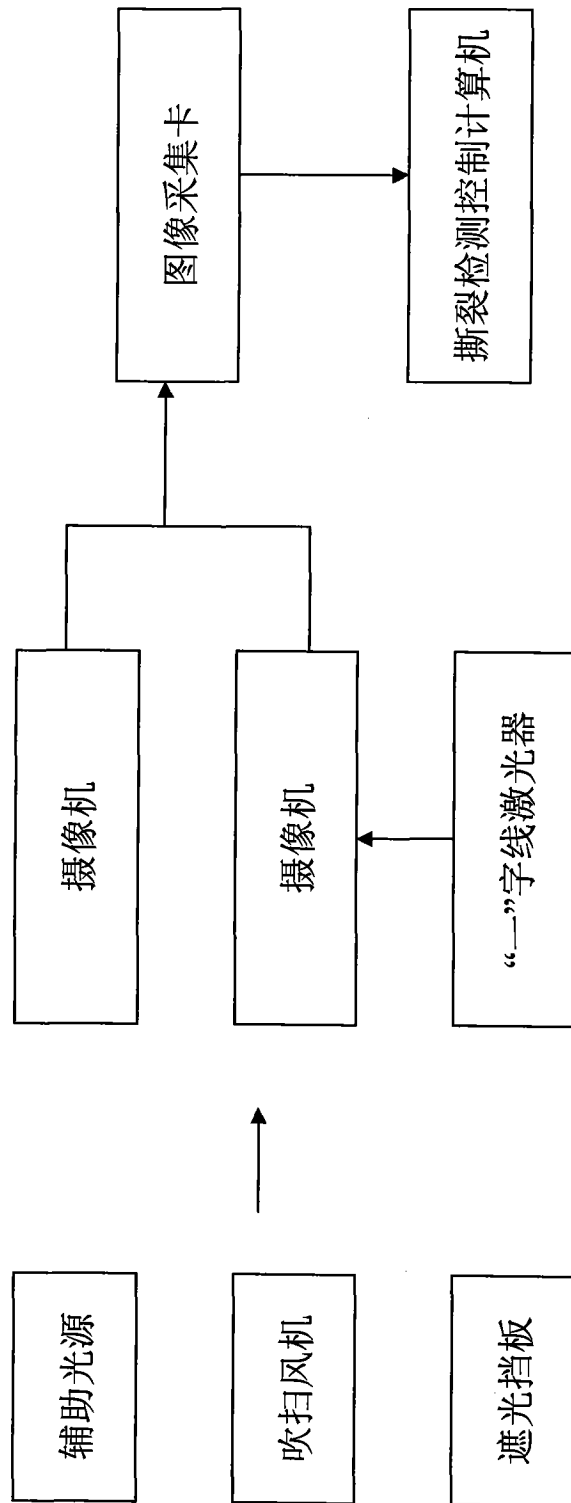 辅助光源
吹扫风机
遮光挡板
摄像机
摄像机
“一”字线激光器
图像采集卡
撕裂检测控制计算机